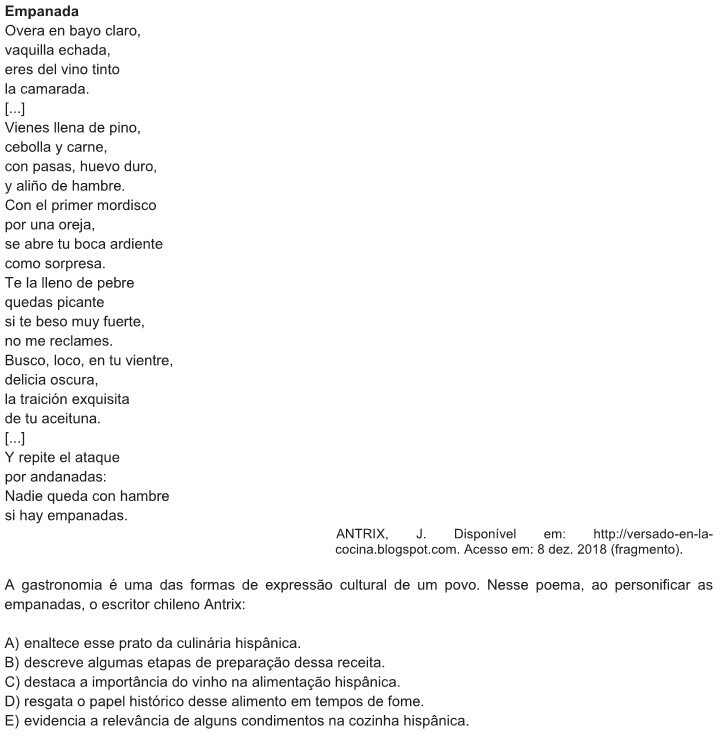 Empanada
Overa en bayo claro,
vaquilla echada,
eres del vino tinto
la camarada.
[...]
Vienes llena de pino,
cebolla y carne,
con pasas, huevo duro,
y aliño de hambre.
Con el primer mordisco
por una oreja,
se abre tu boca ardiente
como sorpresa.
Te la lleno de pebre
quedas picante
si te beso muy fuerte,
no me reclames.
Busco, loco, en tu vientre,
delicia oscura,
la traición exquisita
de tu aceituna.
[...]
Y repite el ataque
por andanadas:
Nadie queda con hambre
si hay empanadas.
ANTRIX, J. Disponível em: http://versado-en-la-
cocina.blogspot.com. Acesso em: 8 dez. 2018 (fragmento).
A gastronomia é uma das formas de expressão cultural de um povo. Nesse poema, ao personificar as
empanadas, o escritor chileno Antrix:
A) enaltece esse prato da culinária hispânica.
B) descreve algumas etapas de preparação dessa receita.
C) destaca a importância do vinho na alimentação hispânica.
D) resgata o papel histórico desse alimento em tempos de fome.
E) evidencia a relevância de alguns condimentos na cozinha hispânica.